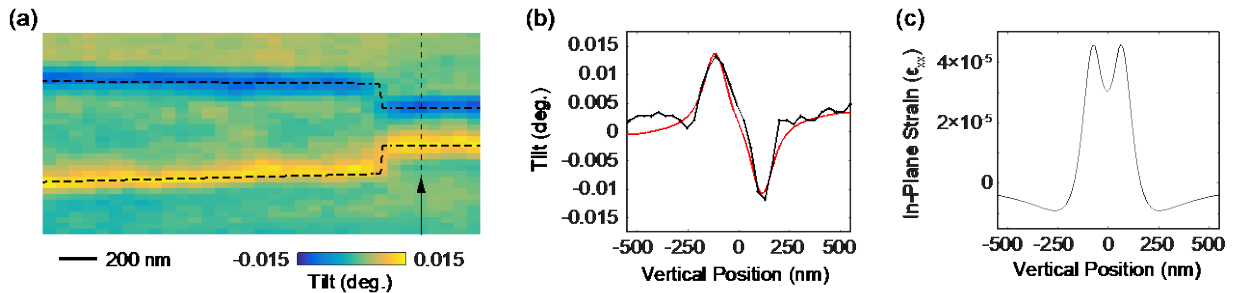 (a)
200 nm
-0.015
0.015
Tilt (deg.)
(b)
Tilt (deg.)
0.015
0.01
0.005
0
-0.005
-0.01
-0.015
-500
-250
0
250
500
Vertical Position (nm)
(c)
In-Plane Strain (εxx)
4×10-5
2×10-5
0
-500
-250
0
250
500
Vertical Position (nm)